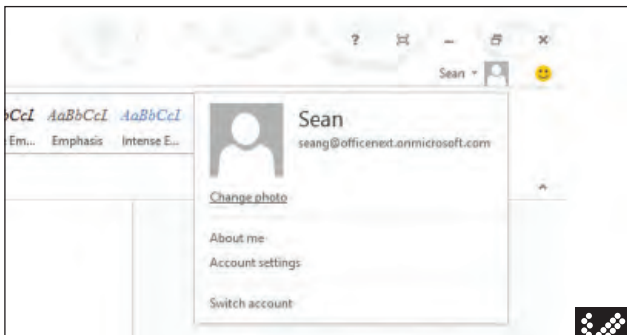 ?
Sean
AaBbCcI AaBbCcI
Em... Emphasis Intense E...
Sean
seang@officenext.onmicrosoft.com
Change photo
About me
Account settings
Switch account